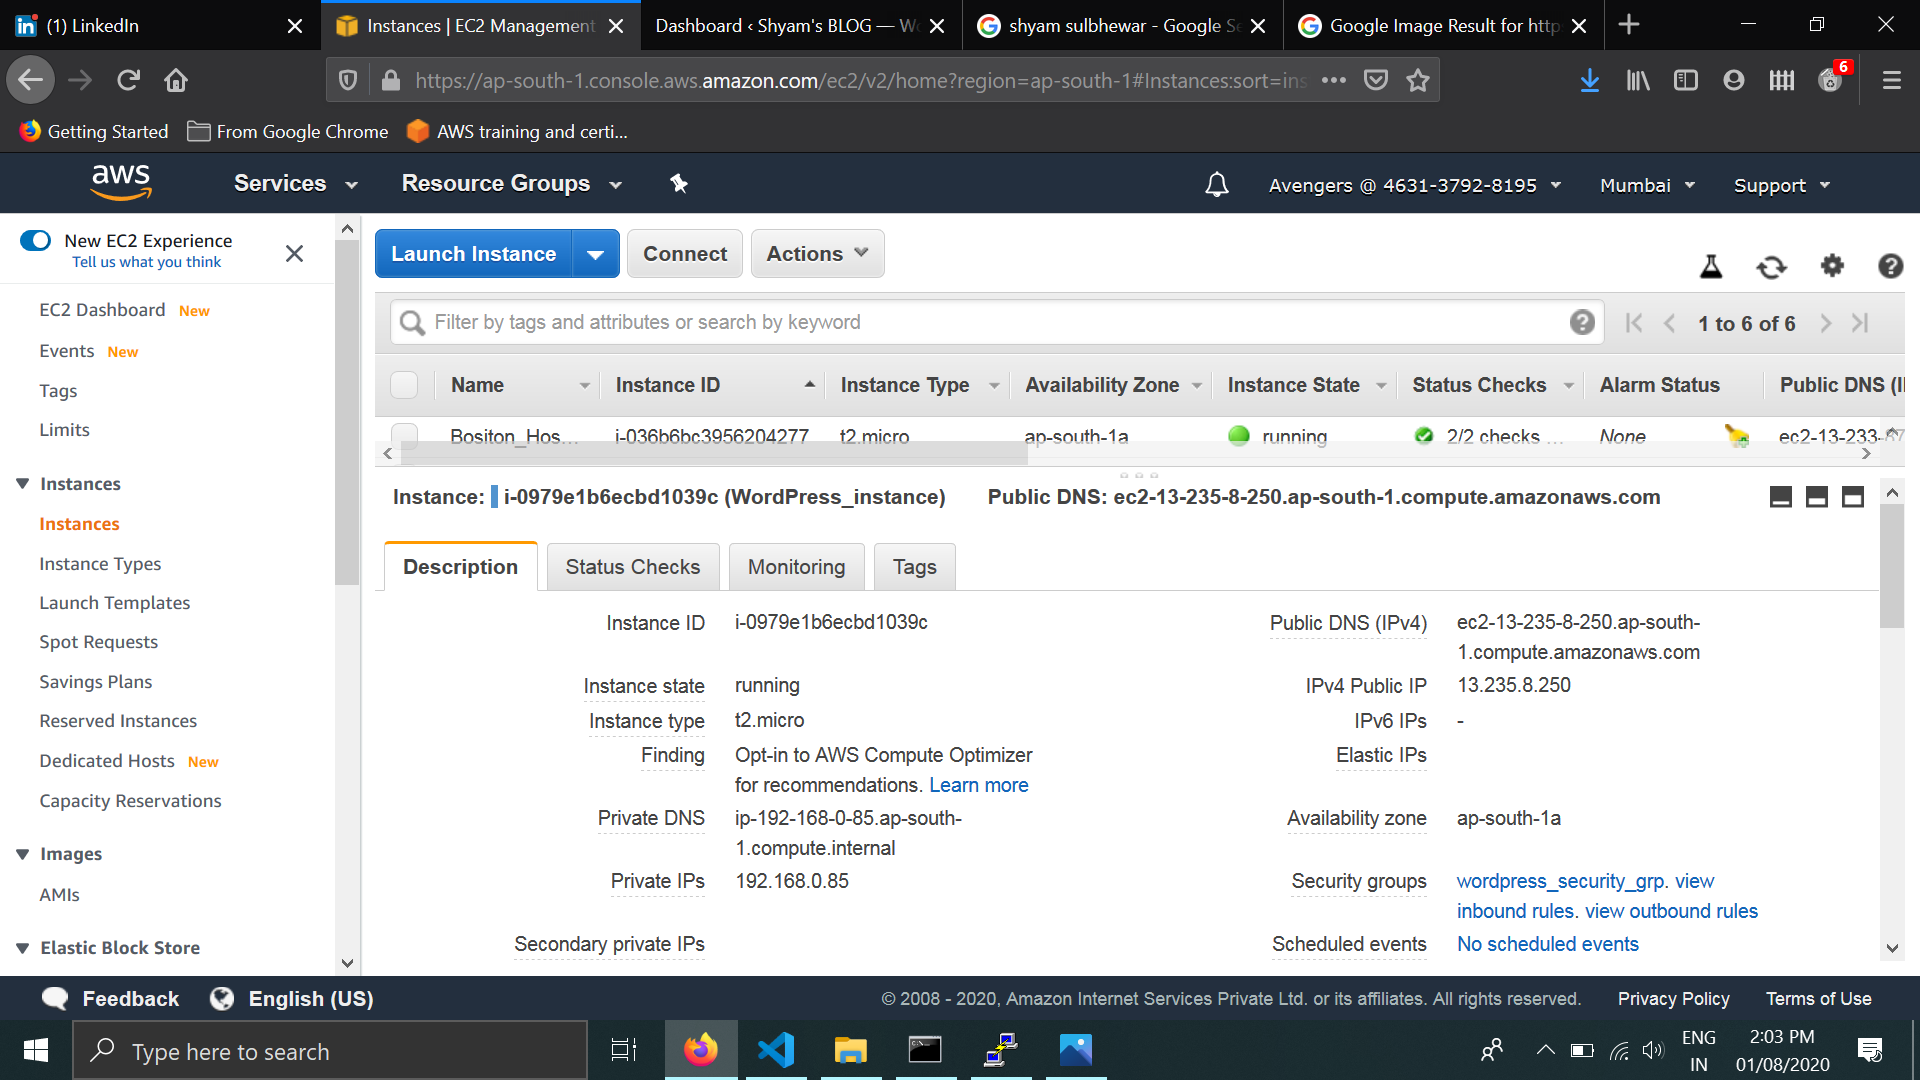 (1) LinkedIn
Instances | EC2 Management
Dashboard ‹ Shyam's BLOG — Wo
shyam sulbhewar - Google Se
Google Image Result for http
https://ap-south-1.console.aws.amazon.com/ec2/v2/home?region=ap-south-1#Instances:sort=ins
6
Getting Started
From Google Chrome
AWS training and certi...
aws
Services
Resource Groups
Avengers @ 4631-3792-8195
Mumbai
Support
New EC2 Experience
Tell us what you think
EC2 Dashboard New
Events New
Tags
Limits
Instances
Instances
Instance Types
Launch Templates
Spot Requests
Savings Plans
Reserved Instances
Dedicated Hosts New
Capacity Reservations
Images
AMIs
Elastic Block Store
Launch Instance
Connect
Actions
Filter by tags and attributes or search by keyword
1 to 6 of 6
Name
Instance ID
Instance Type
Availability Zone
Instance State
Status Checks
Alarm Status
Public DNS (I
Bositon_Hos...
i-036b6bc3956204277
t2.micro
ap-south-1a
running
2/2 checks ...
None
ec2-13-233-87
Instance: i-0979e1b6ecbd1039c (WordPress_instance)
Public DNS: ec2-13-235-8-250.ap-south-1.compute.amazonaws.com
Description
Status Checks
Monitoring
Tags
Instance ID i-0979e1b6ecbd1039c
Instance state running
Instance type t2.micro
Finding Opt-in to AWS Compute Optimizer
for recommendations. Learn more
Private DNS ip-192-168-0-85.ap-south-
1.compute.internal
Private IPs 192.168.0.85
Secondary private IPs
Public DNS (IPv4) ec2-13-235-8-250.ap-south-
1.compute.amazonaws.com
IPv4 Public IP 13.235.8.250
IPv6 IPs -
Elastic IPs
Availability zone ap-south-1a
Security groups wordpress_security_grp. view
inbound rules. view outbound rules
Scheduled events No scheduled events
Feedback
English (US)
© 2008 - 2020, Amazon Internet Services Private Ltd. or its affiliates. All rights reserved.
Privacy Policy
Terms of Use
Type here to search
ENG
IN
2:03 PM
01/08/2020